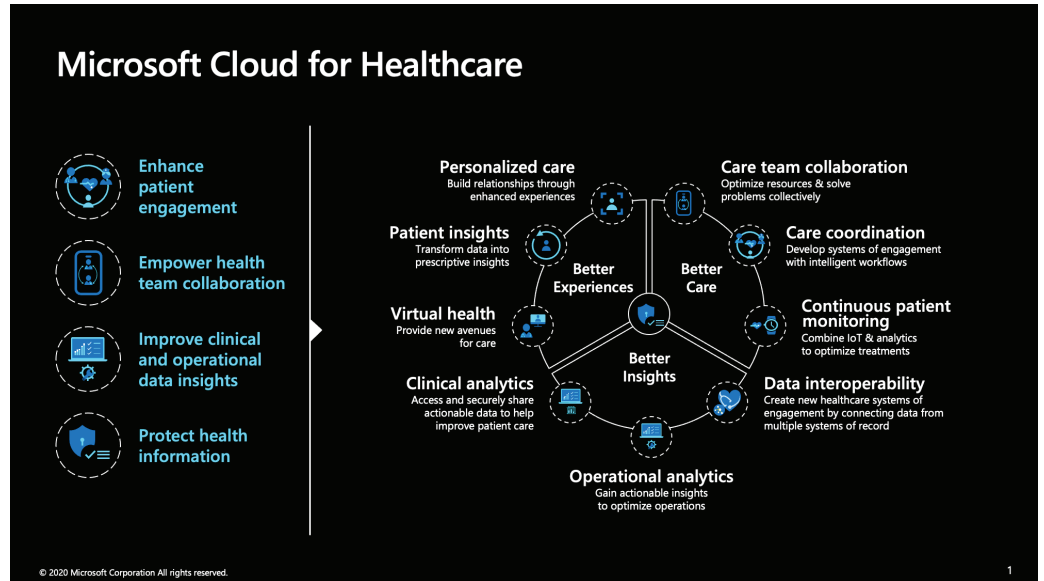 Microsoft Cloud for Healthcare
Enhance
patient
engagement
Empower health
team collaboration
Improve clinical
and operational
data insights
Protect health
information
Personalized care
Build relationships through
enhanced experiences
Patient insights
Transform data into
prescriptive insights
Virtual health
Provide new avenues
for care
Clinical analytics
Access and securely share
actionable data to help
improve patient care
Better
Experiences
Better
Care
Better
Insights
Care team collaboration
Optimize resources & solve
problems collectively
Care coordination
Develop systems of engagement
with intelligent workflows
Continuous patient
monitoring
Combine IoT & analytics
to optimize treatments
Data interoperability
Create new healthcare systems of
engagement by connecting data from
multiple systems of record
Operational analytics
Gain actionable insights
to optimize operations
© 2020 Microsoft Corporation All rights reserved.
1